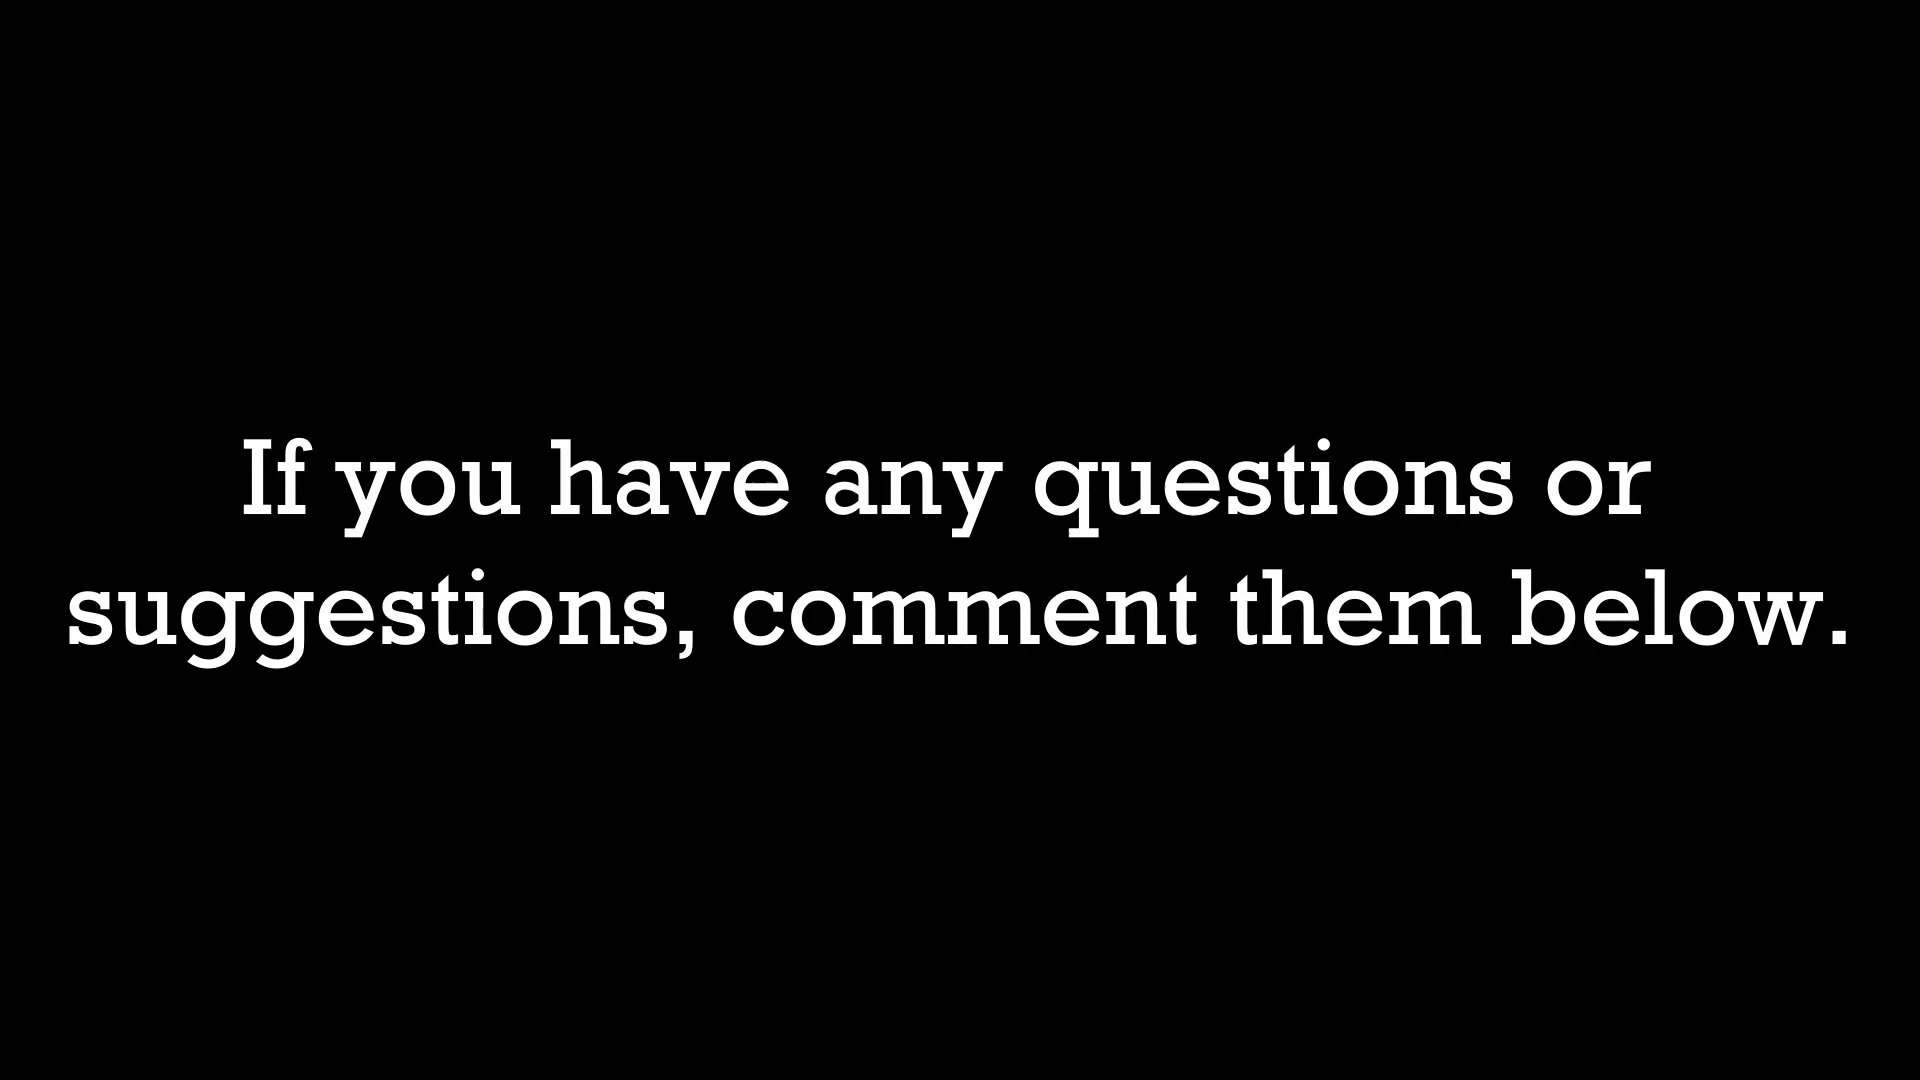 If you have any questions or
suggestions, comment them below.